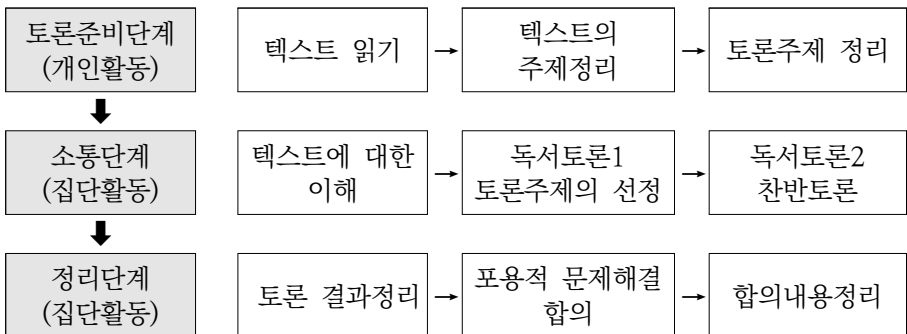 토론준비단계
(개인활동)
텍스트 읽기
텍스트의
주제정리
토론주제 정리
소통단계
(집단활동)
텍스트에 대한
이해
독서토론1
토론주제의 선정
독서토론2
찬반토론
정리단계
(집단활동)
토론 결과정리
포용적 문제해결
합의
합의내용정리